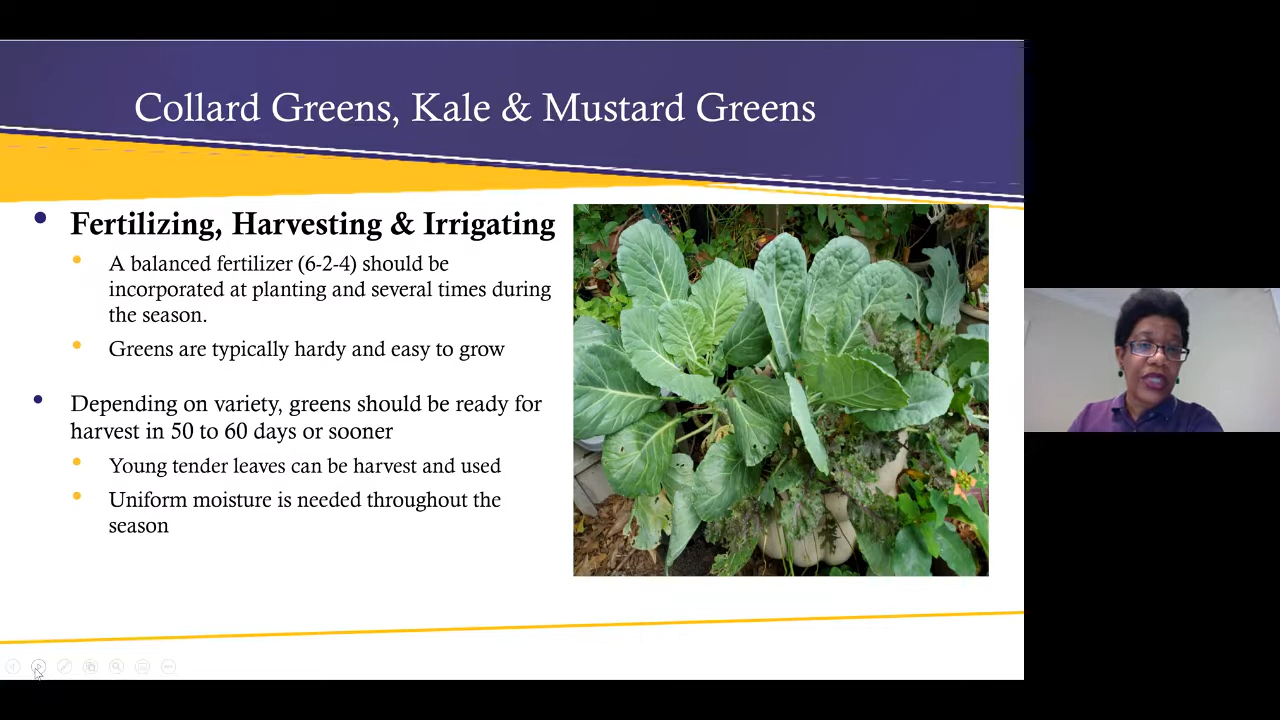 Collard Greens, Kale & Mustard Greens
Fertilizing, Harvesting & Irrigating
A balanced fertilizer (6-2-4) should be
incorporated at planting and several times during
the season.
Greens are typically hardy and easy to grow
Depending on variety, greens should be ready for
harvest in 50 to 60 days or sooner
Young tender leaves can be harvest and used
Uniform moisture is needed throughout the
season